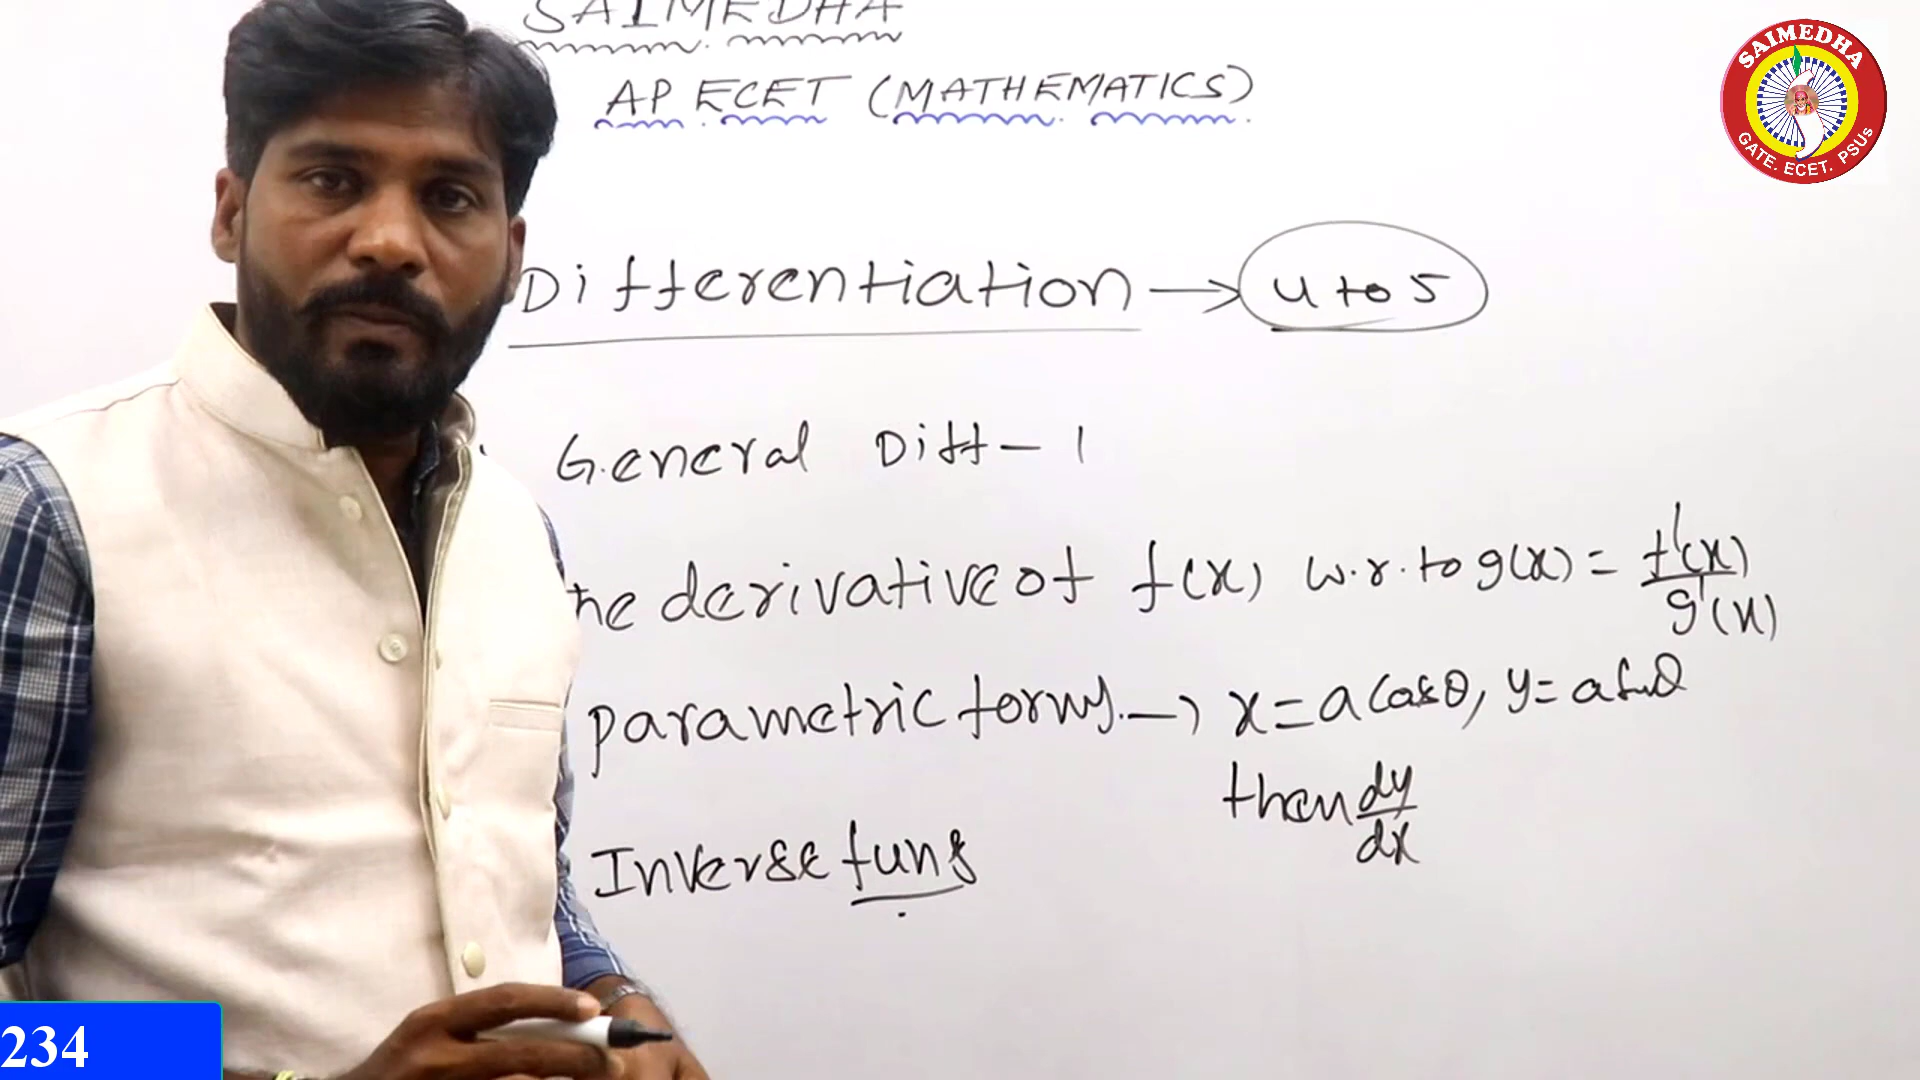 SAIMEDHA
AP ECET (MATHEMATICS)
SAIMEDHA
GATE. ECET. PSUs
Differentiation → 4 to 5
General Diff - 1
he derivative of f(x) w.r.to g(x) = f'(x)/g'(x)
parametric forms. → x = a cosθ, y = a sinθ
then dy/dx
Inverse funs
234